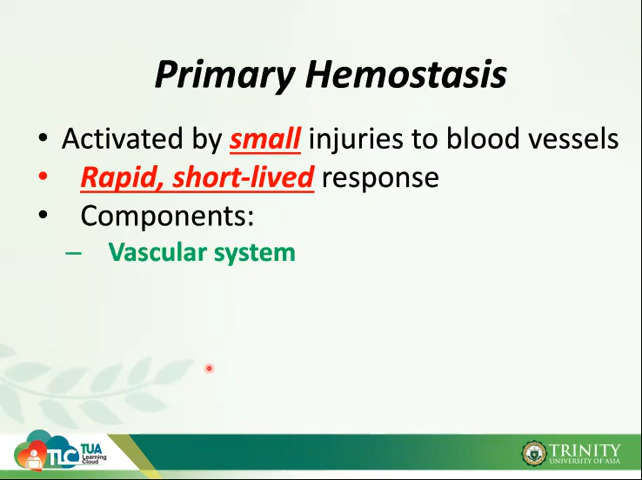 Primary Hemostasis
• Activated by small injuries to blood vessels
• Rapid, short-lived response
• Components:
– Vascular system
TLC TUA Learning Cloud
TRINITY
UNIVERSITY OF ASIA